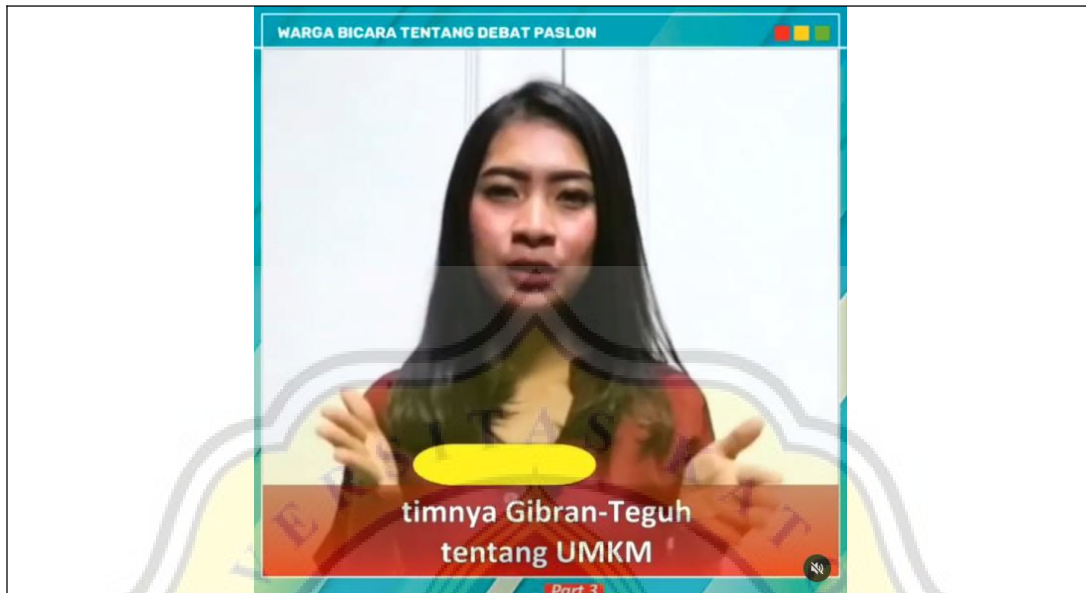 WARGA BICARA TENTANG DEBAT PASLON
timnya Gibran-Teguh
tentang UMKM
Part 3